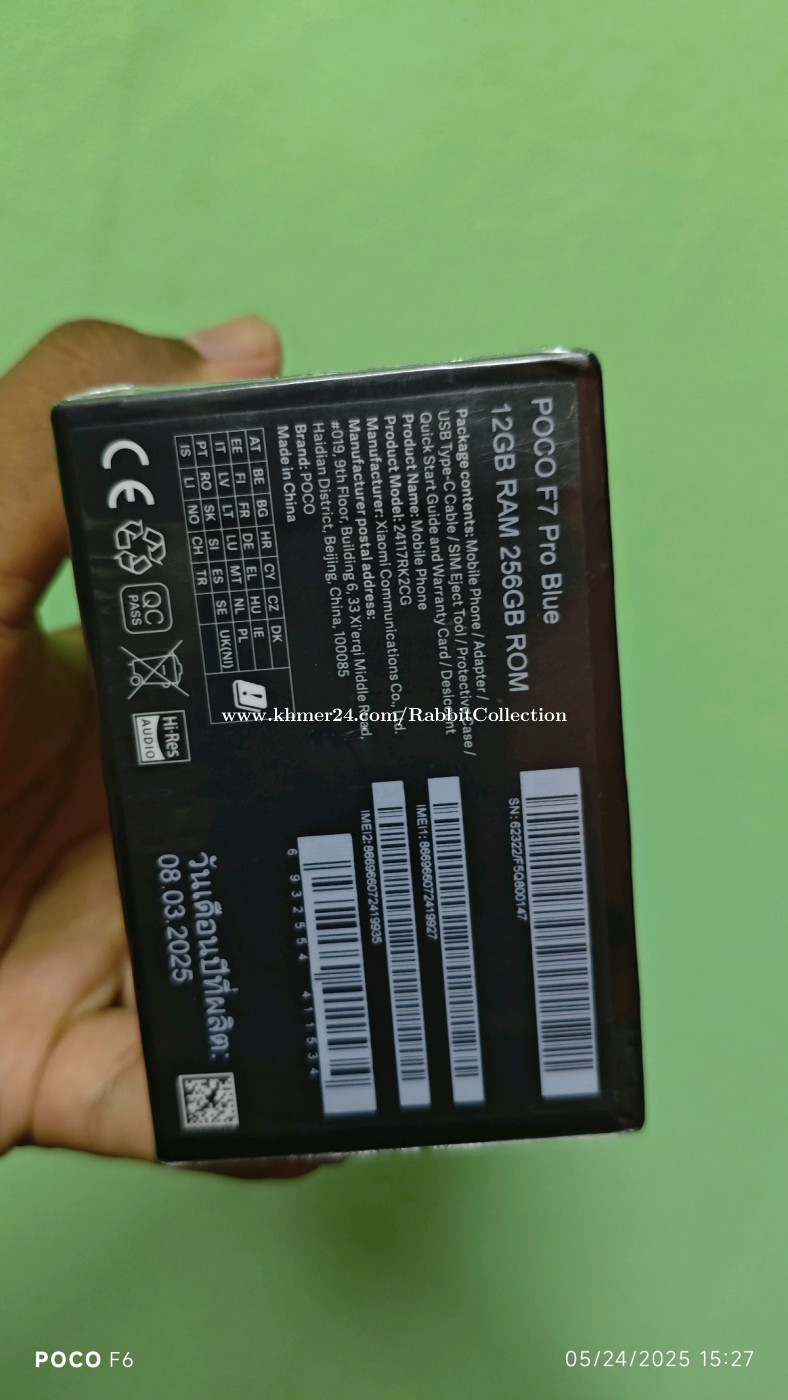 POCO F7 Pro Blue
12GB RAM 256GB ROM
Package contents: Mobile Phone / Adapter /
USB Type-C Cable / SIM Eject Tool / Protective Case /
Quick Start Guide and Warranty Card / Desiccant
Product Name: Mobile Phone
Product Model: 24117RK2CG
Manufacturer: Xiaomi Communications Co., Ltd.
Manufacturer postal address:
#019, 9th Floor, Building 6, 33 Xi'erqi Middle Road,
Haidian District, Beijing, China, 100085
Brand: POCO
Made in China
AT BE BG HR CY CZ DK
EE FI FR DE EL HU IE
IT LV LT LU MT NL PL
PT RO SK SI ES SE UK(NI)
IS LI NO CH TR
CE
QC
PASS
Hi-Res
AUDIO
SN: 62322/F5Q800147
IMEI1: 866966072419927
IMEI2: 866966072419935
6 932554 411534
วันเดือนปีที่ผลิต:
08.03.2025
www.khmer24.com/RabbitCollection
POCO F6
05/24/2025 15:27